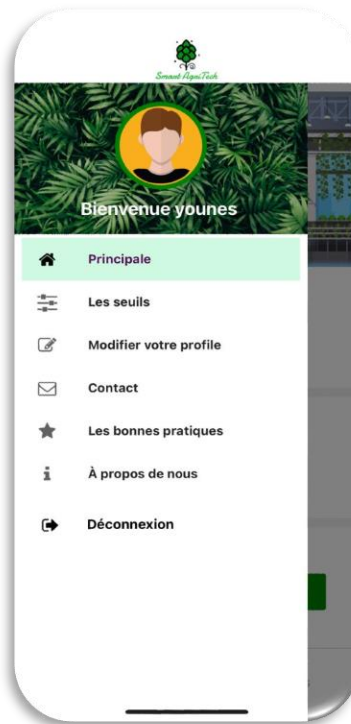 Smart AgriTech
Bienvenue younes
Principale
Les seuils
Modifier votre profile
Contact
Les bonnes pratiques
À propos de nous
Déconnexion